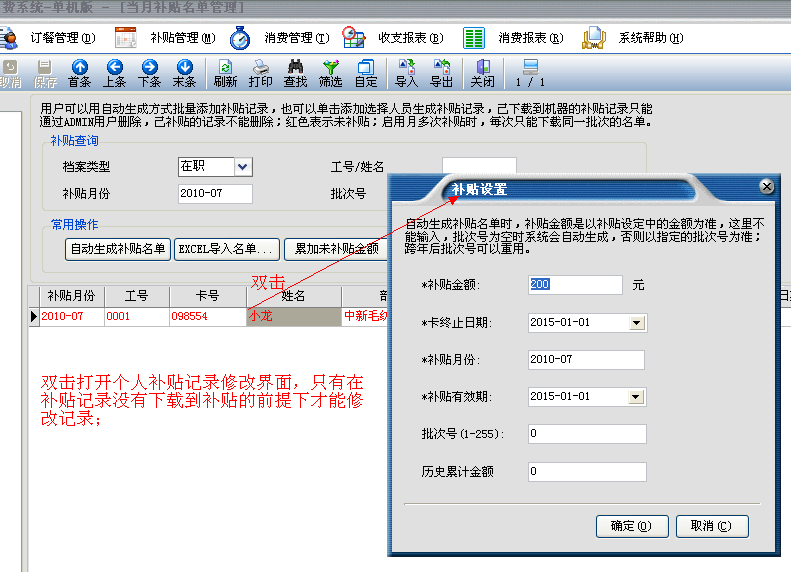 我系统-单机版 - [当月补贴名单管理]
订餐管理(D) 补贴管理(M) 消费管理(T) 收支报表(B) 消费报表(R) 系统帮助(H)
取消 保存 首条 上条 下条 末条 刷新 打印 查找 筛选 自定 导入 导出 关闭 1 / 1
用户可以用自动生成方式批量添加补贴记录，也可以单击添加选择人员生成补贴记录，己下载到机器的补贴记录只能
通过ADMIN用户删除，己补贴的记录不能删除；红色表示未补贴；启用月多次补贴时，每次只能下载同一批次的名单。
补贴查询
档案类型 在职 工号/姓名
补贴月份 2010-07 批次号
常用操作
自动生成补贴名单 EXCEL导入名单... 累加未补贴金额
补贴月份 工号 卡号 姓名
2010-07 0001 098554 小龙 中新毛纺
双击
双击打开个人补贴记录修改界面，只有在
补贴记录没有下载到补贴的前提下才能修
改记录；
补贴设置
自动生成补贴名单时，补贴金额是以补贴设定中的金额为准，这里不
能输入，批次号为空时系统会自动生成，否则以指定的批次号为准；
跨年后批次号可以重用。
*补贴金额: 200 元
*卡终止日期: 2015-01-01
*补贴月份: 2010-07
*补贴有效期: 2015-01-01
批次号(1-255): 0
历史累计金额 0
确定(O) 取消(C)